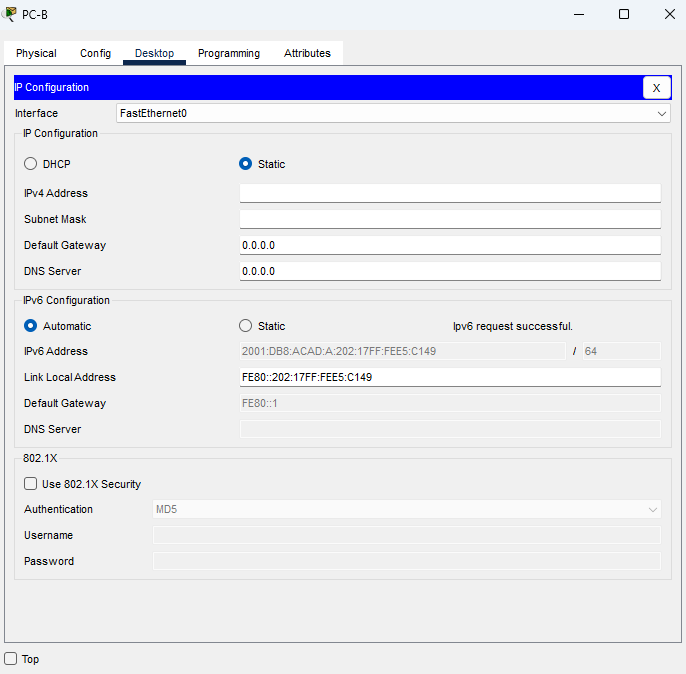 PC-B
Physical Config Desktop Programming Attributes
IP Configuration X
Interface FastEthernet0
IP Configuration
DHCP Static
IPv4 Address
Subnet Mask
Default Gateway 0.0.0.0
DNS Server 0.0.0.0
IPv6 Configuration
Automatic Static Ipv6 request successful.
IPv6 Address 2001:DB8:ACAD:A:202:17FF:FEE5:C149 / 64
Link Local Address FE80::202:17FF:FEE5:C149
Default Gateway FE80::1
DNS Server
802.1X
Use 802.1X Security
Authentication MD5
Username
Password
Top